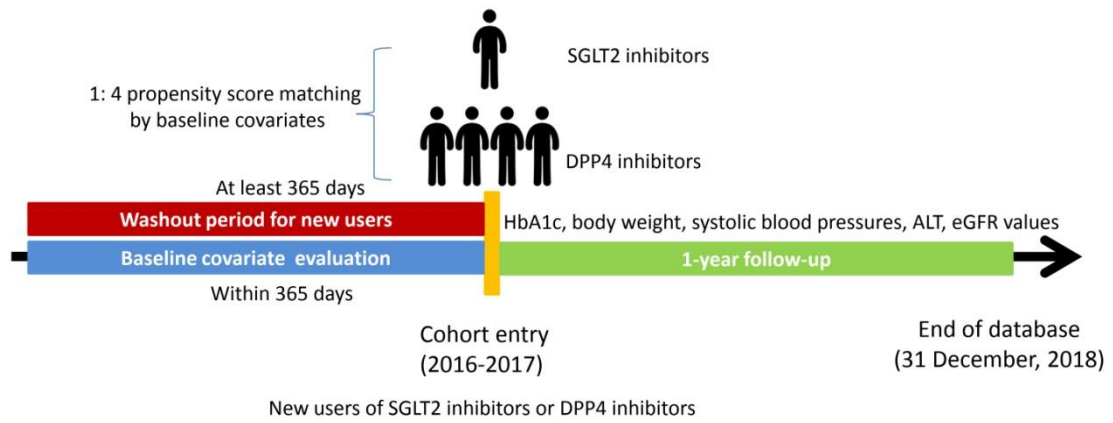 SGLT2 inhibitors
1: 4 propensity score matching
by baseline covariates
DPP4 inhibitors
At least 365 days
Washout period for new users
HbA1c, body weight, systolic blood pressures, ALT, eGFR values
Baseline covariate evaluation
1-year follow-up
Within 365 days
Cohort entry
(2016-2017)
End of database
(31 December, 2018)
New users of SGLT2 inhibitors or DPP4 inhibitors